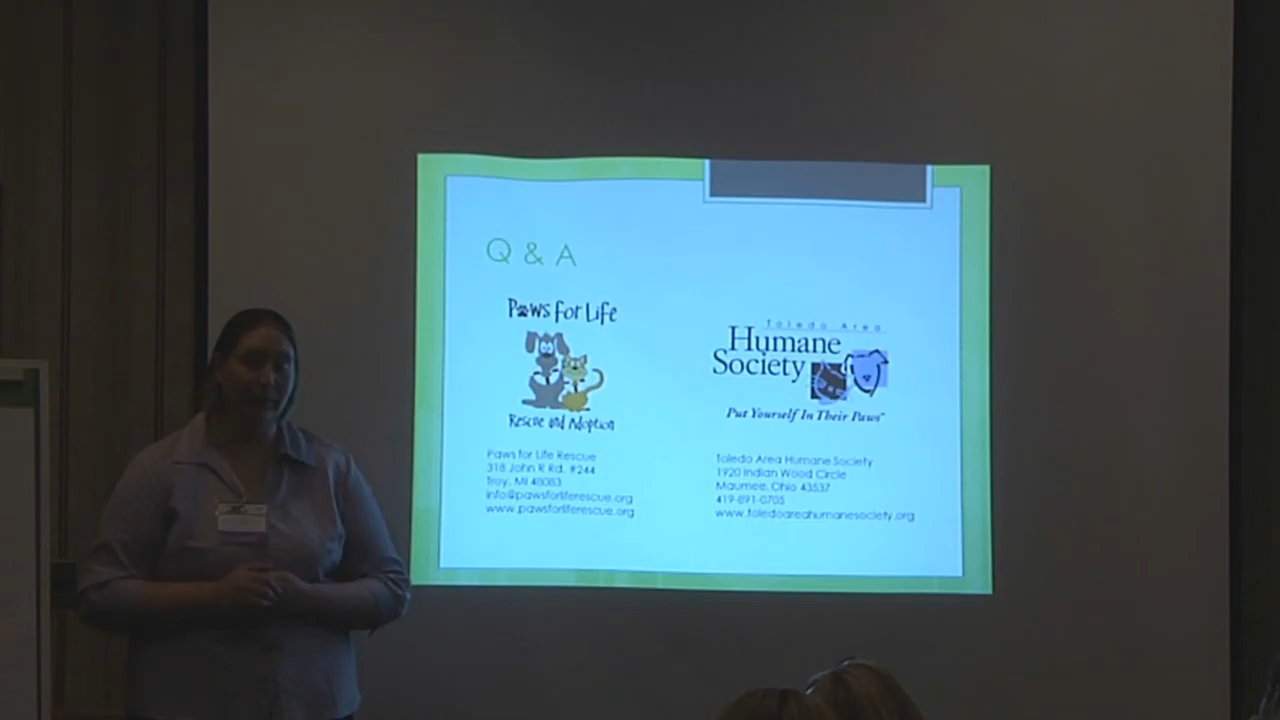 Q & A
Paws for Life
Rescue and Adoption
Paws for Life Rescue
318 John R Rd. #244
Troy, MI 48083
info@pawsforliferescue.org
www.pawsforliferescue.org
Toledo Area
Humane
Society
Put Yourself In Their Paws™
Toledo Area Humane Society
1920 Indian Wood Circle
Maumee, Ohio 43537
419-891-0705
www.toledoareahumanesociety.org